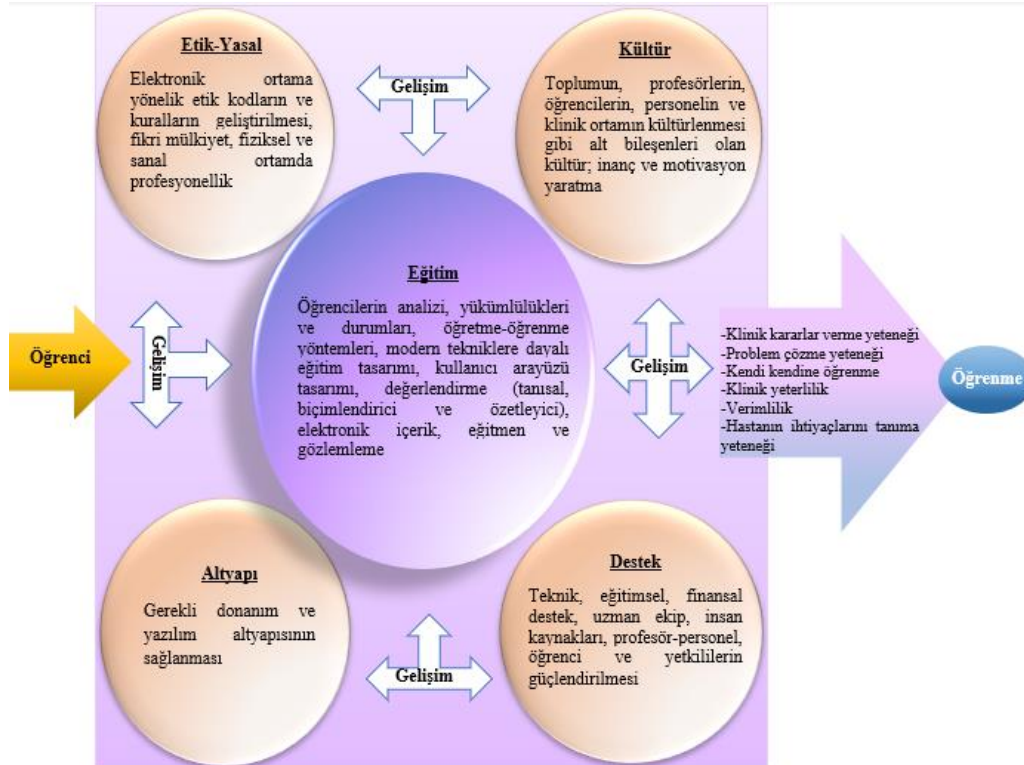 Etik-Yasal
Elektronik ortama
yönelik etik kodların ve
kuralların geliştirilmesi,
fikri mülkiyet, fiziksel ve
sanal ortamda
profesyonellik
Gelişim
Kültür
Toplumun, profesörlerin,
öğrencilerin, personelin ve
klinik ortamın kültürlenmesi
gibi alt bileşenleri olan
kültür; inanç ve motivasyon
yaratma
Öğrenci
Gelişim
Eğitim
Öğrencilerin analizi, yükümlülükleri
ve durumları, öğretme-öğrenme
yöntemleri, modern tekniklere dayalı
eğitim tasarımı, kullanıcı arayüzü
tasarımı, değerlendirme (tanısal,
biçimlendirici ve özetleyici),
elektronik içerik, eğitmen ve
gözlemleme
Gelişim
-Klinik kararlar verme yeteneği
-Problem çözme yeteneği
-Kendi kendine öğrenme
-Klinik yeterlilik
-Verimlilik
-Hastanın ihtiyaçlarını tanıma
yeteneği
Öğrenme
Altyapı
Gerekli donanım ve
yazılım altyapısının
sağlanması
Gelişim
Destek
Teknik, eğitimsel, finansal
destek, uzman ekip, insan
kaynakları, profesör-personel,
öğrenci ve yetkililerin
güçlendirilmesi